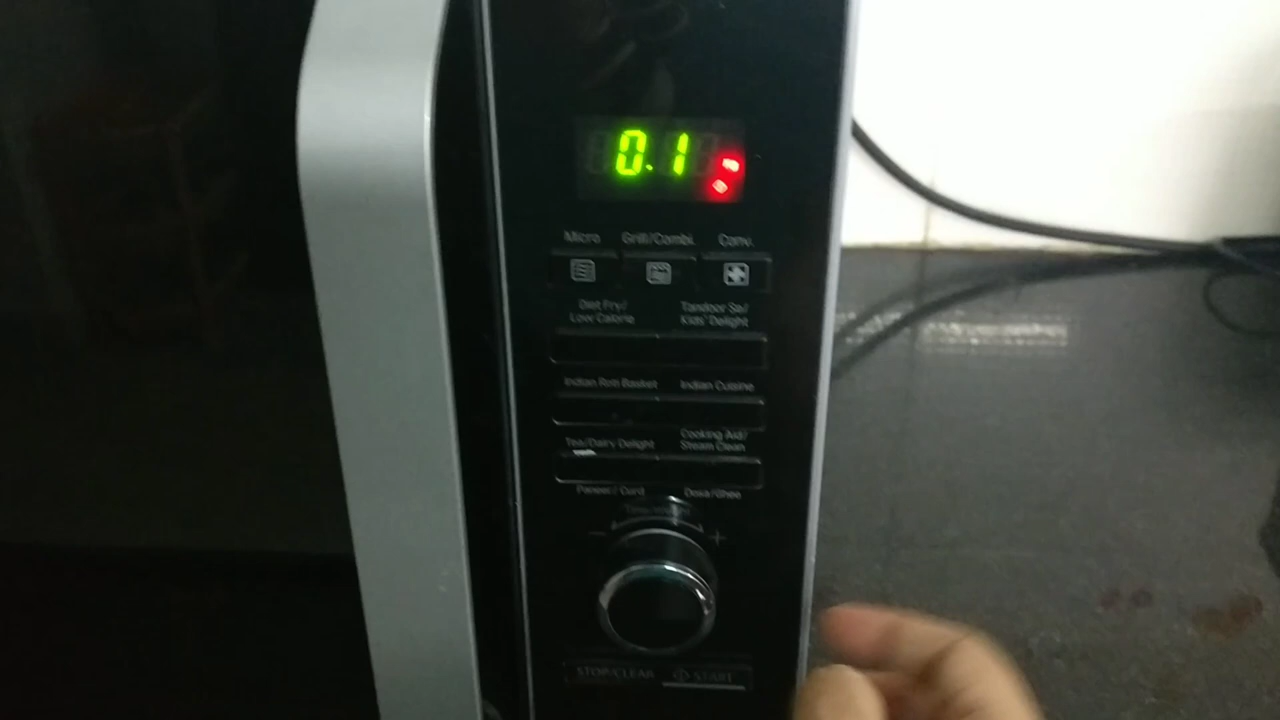 0.1
Micro Grill/Combi. Conv.
Diet Fry/ Low Calorie
Tandoor Se/ Kids' Delight
Indian Roti Basket Indian Cuisine
Tea/Dairy Delight
Cooking Aid/ Steam Clean
Paneer/Curd Dosa/Ghee
- +
STOP/CLEAR START